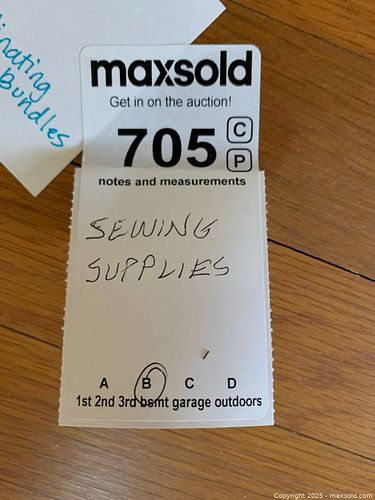 inating
Bundles
maxsold
Get in on the auction!
705 C
P
notes and measurements
SEWING
SUPPLIES
A B C D
1st 2nd 3rd bsmt garage outdoors
Copyright 2025 - maxsold.com